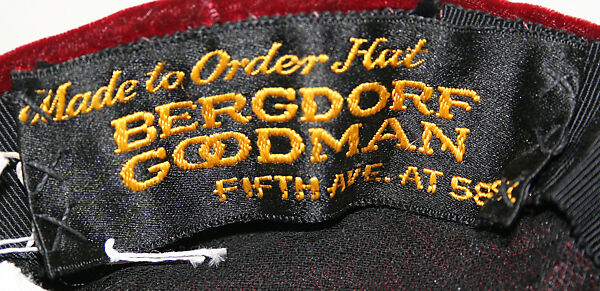 Made to Order Hat
BERGDORF
GOODMAN
FIFTH AVE. AT 58